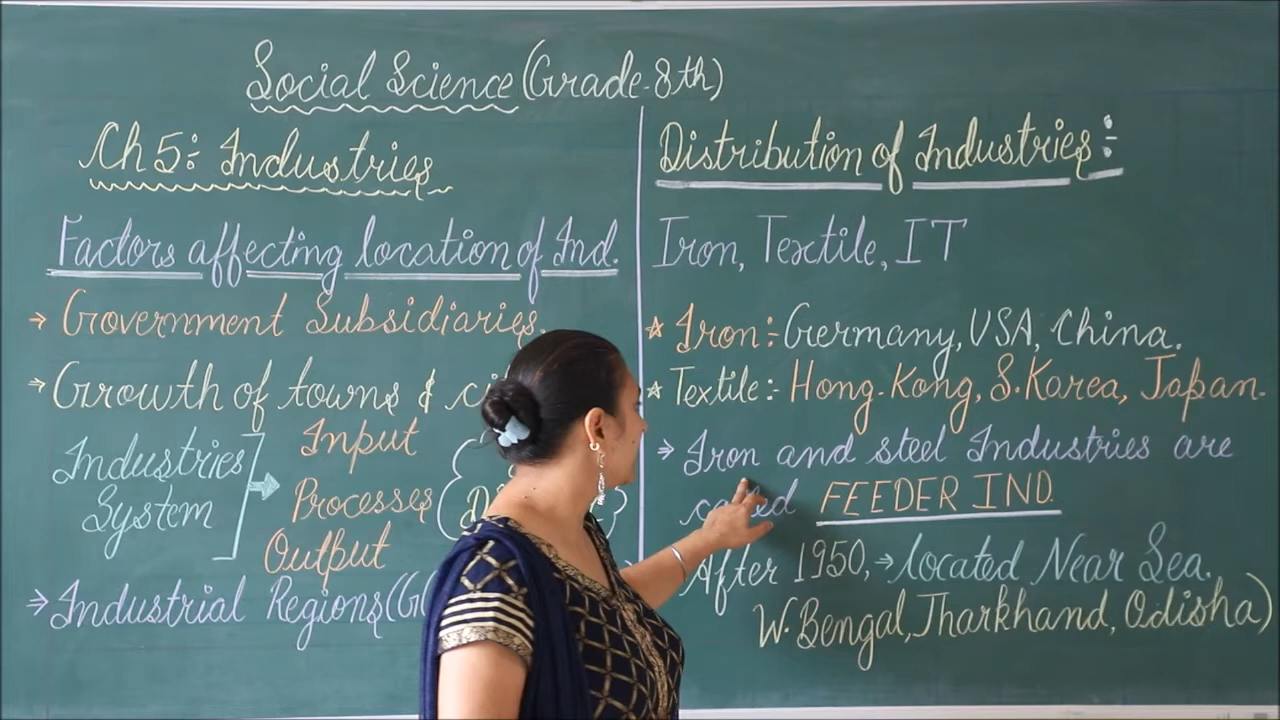 Social Science (Grade-8th)
Ch 5: Industries
Factors affecting location of Ind.
→ Government Subsidiaries.
→ Growth of towns &
Industries
System
Input
Processes
Output
→ Industrial Regions
Distribution of Industries:
Iron, Textile, IT
★ Iron:- Germany, USA, China.
★ Textile:- Hong-Kong, S.Korea, Japan.
→ Iron and steel Industries are
called FEEDER IND.
After 1950, → located Near Sea.
W. Bengal, Jharkhand, Odisha)